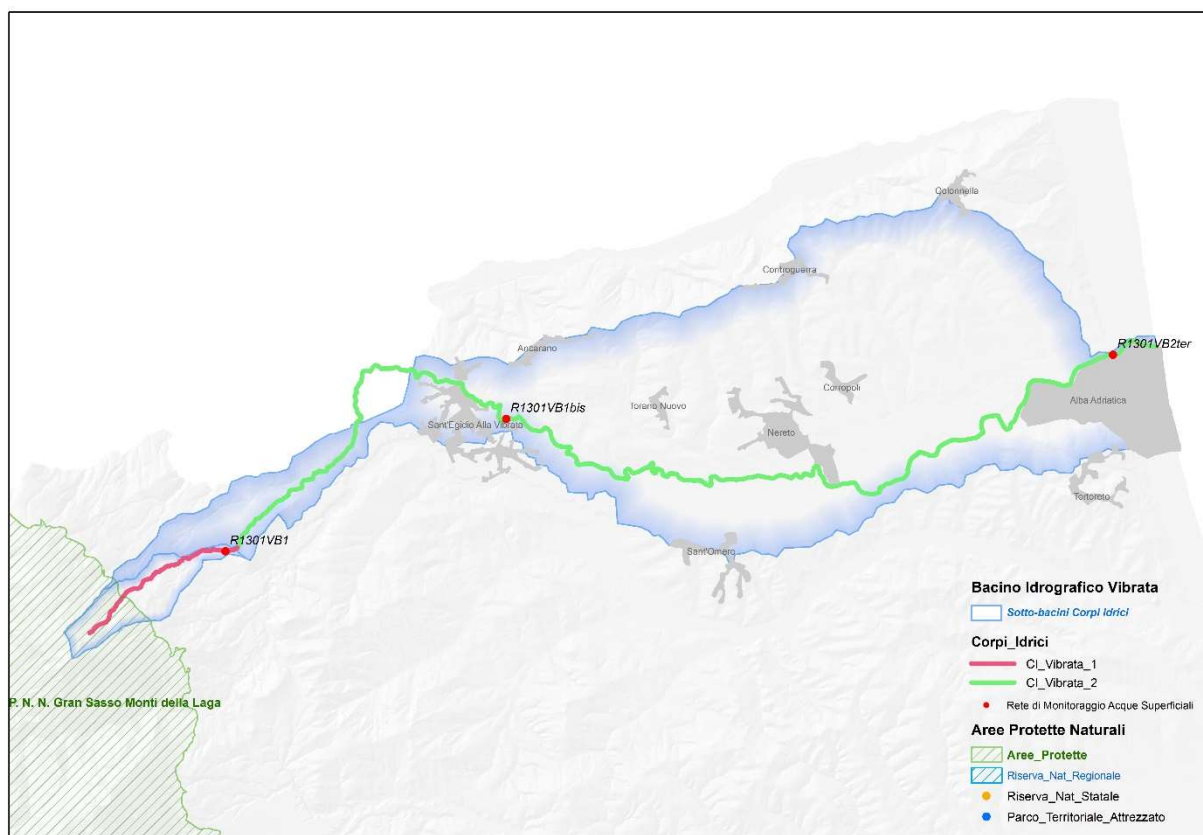 Colonnella
Controguerra
R1301VB2ter
Ancarano
Corropoli
Alba Adriatica
R1301VB1bis
Torano Nuovo
Sant'Egidio Alla Vibrata
Nereto
Tortoreto
R1301VB1
Sant'Omero
P. N. N. Gran Sasso Monti della Laga
Bacino Idrografico Vibrata
Sotto-bacini Corpi Idrici
Corpi_Idrici
CI_Vibrata_1
CI_Vibrata_2
Rete di Monitoraggio Acque Superficiali
Aree Protette Naturali
Aree_Protette
Riserva_Nat_Regionale
Riserva_Nat_Statale
Parco_Territoriale_Attrezzato